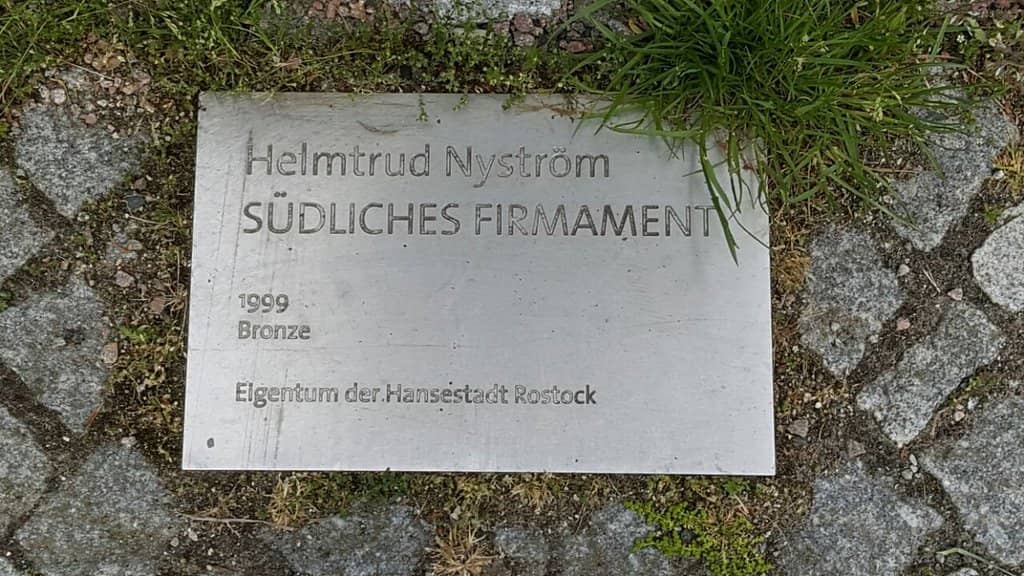 Helmtrud Nyström
SÜDLICHES FIRMAMENT
1999
Bronze
Eigentum der Hansestadt Rostock